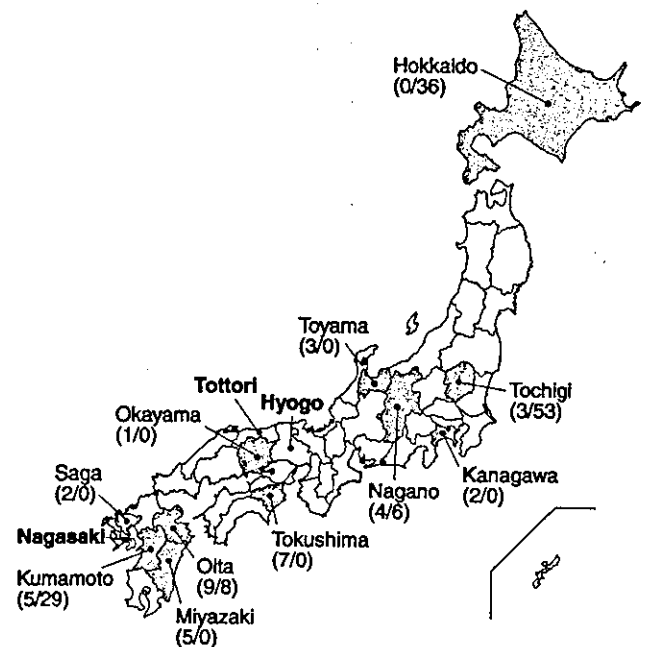 Hokkaido
(0/36)
Toyama
(3/0)
Tottori
Hyogo
Okayama
(1/0)
Tochigi
(3/53)
Saga
(2/0)
Nagano
(4/6)
Kanagawa
(2/0)
Nagasaki
Tokushima
(7/0)
Kumamoto
(5/29)
Oita
(9/8)
Miyazaki
(5/0)